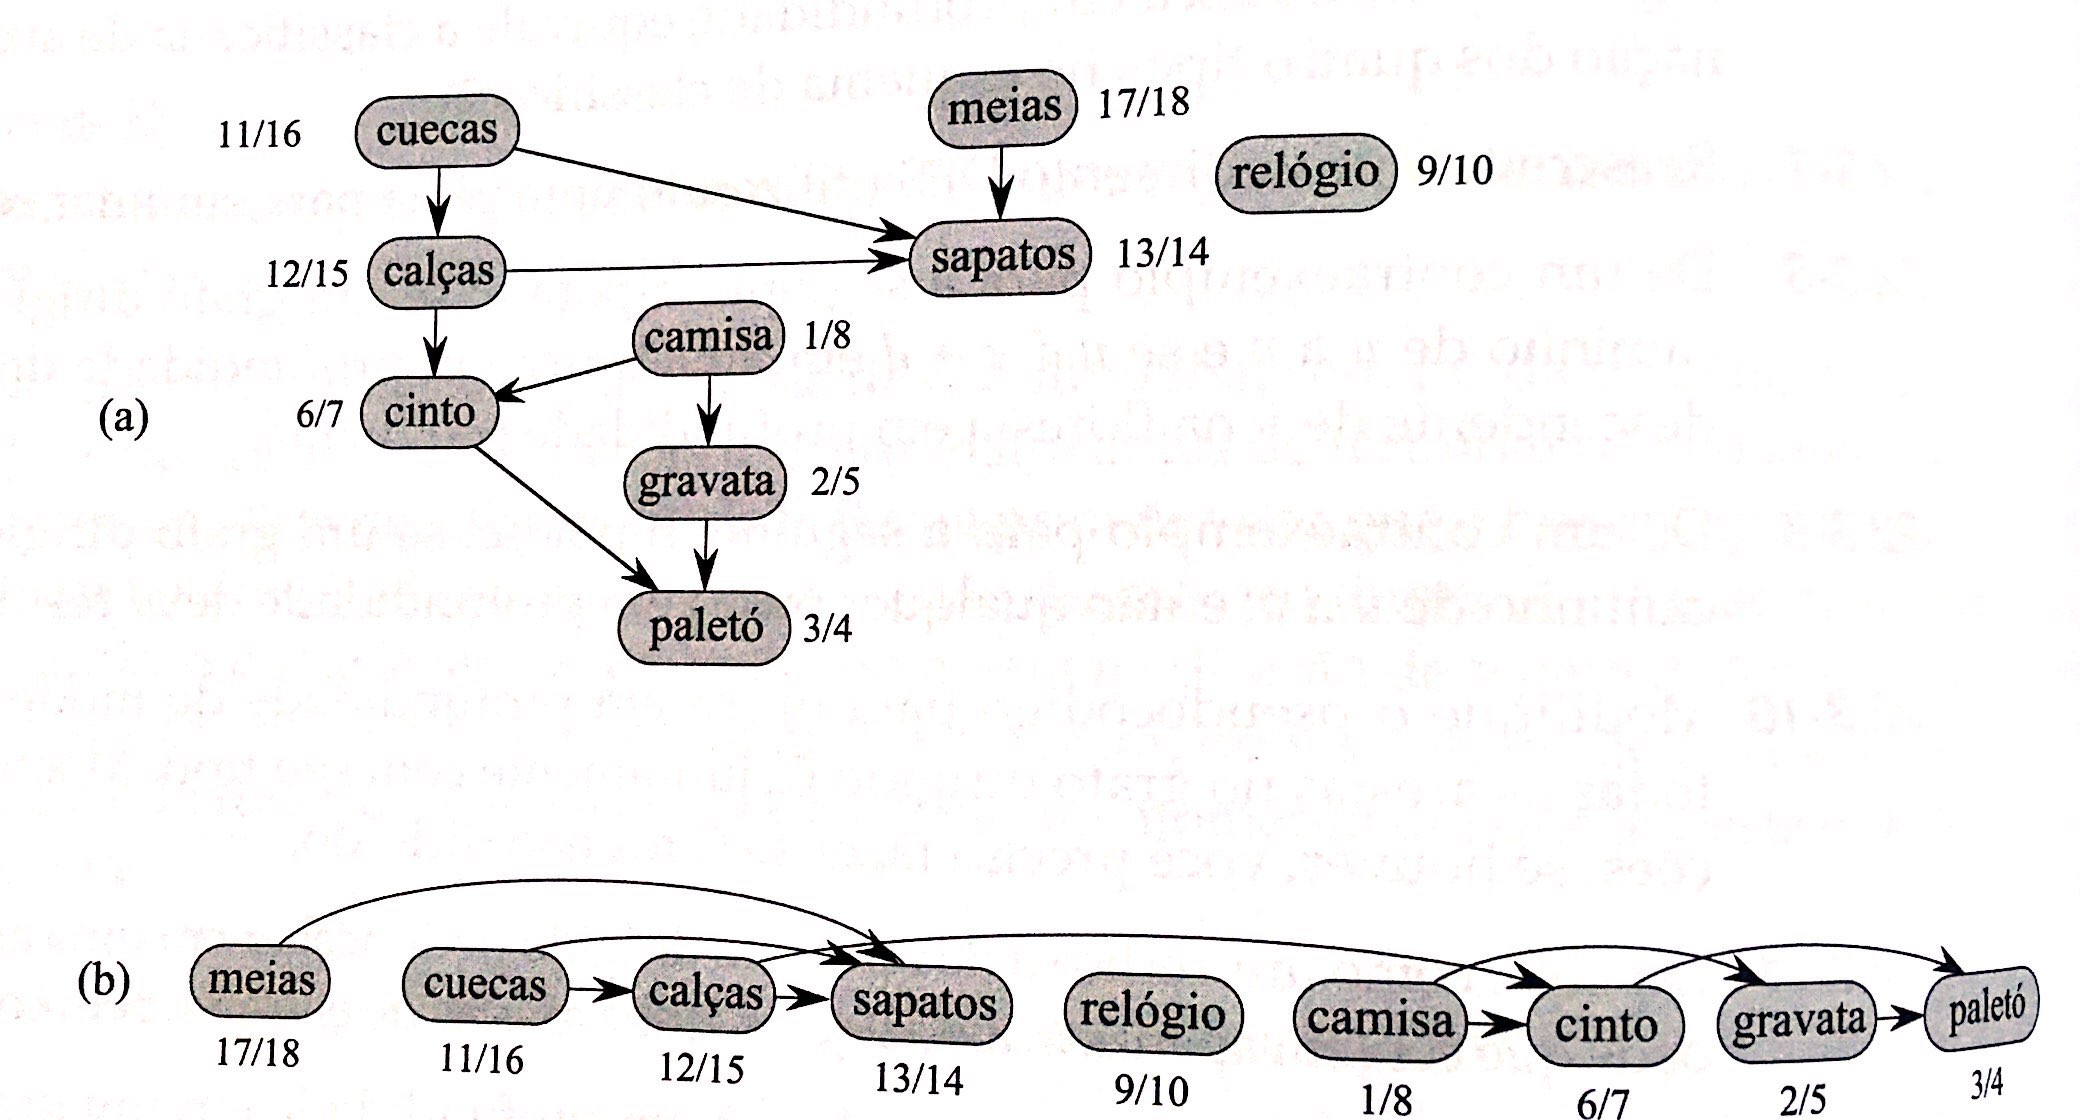 meias 17/18
11/16 cuecas
relógio 9/10
sapatos 13/14
12/15 calças
camisa 1/8
(a) 6/7 cinto
gravata 2/5
paletó 3/4
(b) meias cuecas calças sapatos relógio camisa cinto gravata paletó
17/18 11/16 12/15 13/14 9/10 1/8 6/7 2/5 3/4